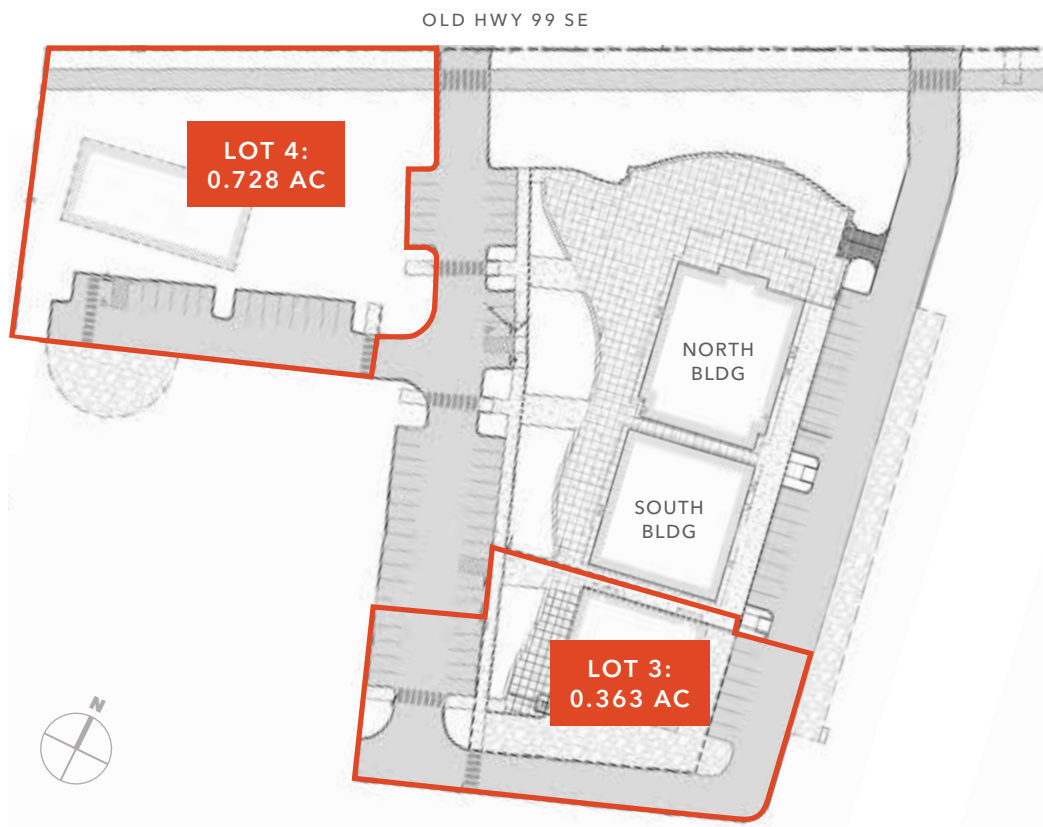 OLD HWY 99 SE
LOT 4:
0.728 AC
NORTH
BLDG
SOUTH
BLDG
LOT 3:
0.363 AC
N